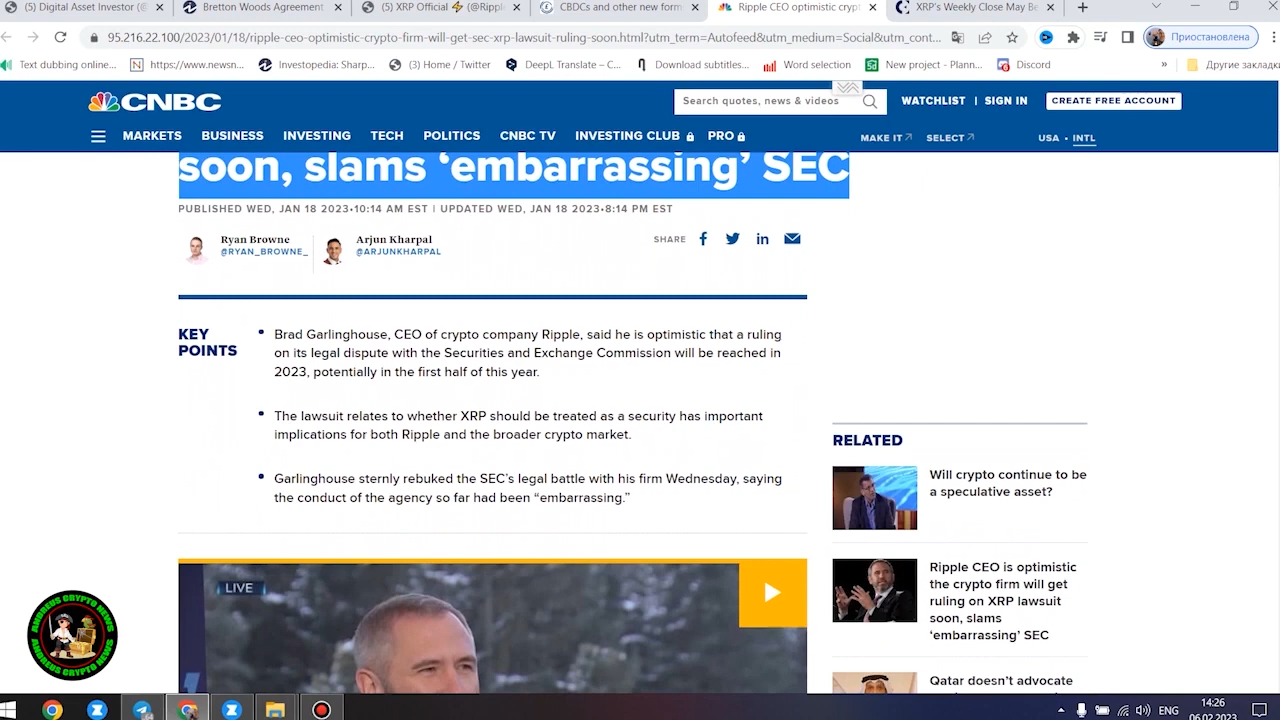 Digital Asset Investor (@
Bretton Woods Agreement
(5) XRP Official ⚡ (@Rippl
CBDCs and other new form
Ripple CEO optimistic crypt
XRP's Weekly Close May Be
95.216.22.100/2023/01/18/ripple-ceo-optimistic-crypto-firm-will-get-sec-xrp-lawsuit-ruling-soon.html?utm_term=Autofeed&utm_medium=Social&utm_cont...
Приостановлена
Text dubbing online...
https://www.newsn...
Investopedia: Sharp...
(3) Home / Twitter
DeepL Translate – C...
Download subtitles...
Word selection
New project - Plann...
Discord
»
Другие закладки
CNBC
Search quotes, news & videos
WATCHLIST | SIGN IN
CREATE FREE ACCOUNT
MARKETS BUSINESS INVESTING TECH POLITICS CNBC TV INVESTING CLUB PRO
MAKE IT SELECT
USA • INTL
soon, slams ‘embarrassing’ SEC
PUBLISHED WED, JAN 18 2023•10:14 AM EST | UPDATED WED, JAN 18 2023•8:14 PM EST
Ryan Browne
@RYAN_BROWNE_
Arjun Kharpal
@ARJUNKHARPAL
SHARE
KEY
POINTS
Brad Garlinghouse, CEO of crypto company Ripple, said he is optimistic that a ruling
on its legal dispute with the Securities and Exchange Commission will be reached in
2023, potentially in the first half of this year.
The lawsuit relates to whether XRP should be treated as a security has important
implications for both Ripple and the broader crypto market.
Garlinghouse sternly rebuked the SEC’s legal battle with his firm Wednesday, saying
the conduct of the agency so far had been “embarrassing.”
RELATED
Will crypto continue to be
a speculative asset?
Ripple CEO is optimistic
the crypto firm will get
ruling on XRP lawsuit
soon, slams
‘embarrassing’ SEC
Qatar doesn’t advocate
LIVE
ANDREUS CRYPTO NEWS
ANDREUS CRYPTO NEWS
ENG
14:26
06.02.2023